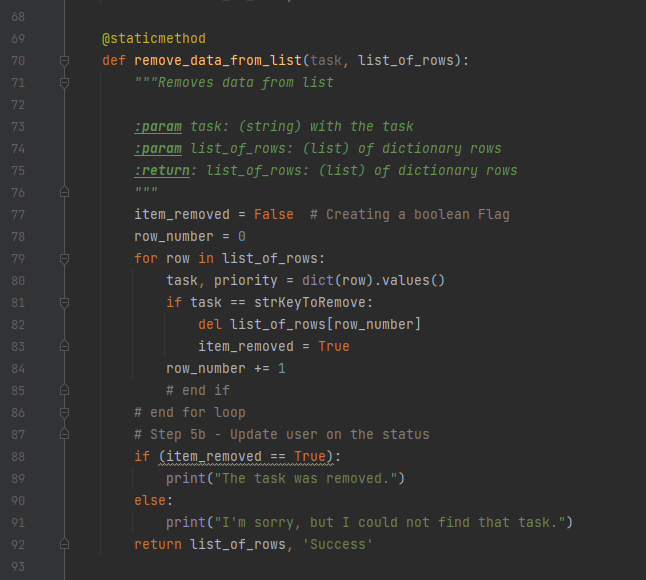 68
69 @staticmethod
70 def remove_data_from_list(task, list_of_rows):
71 """Removes data from list
72
73 :param task: (string) with the task
74 :param list_of_rows: (list) of dictionary rows
75 :return: list_of_rows: (list) of dictionary rows
76 """
77 item_removed = False  # Creating a boolean Flag
78 row_number = 0
79 for row in list_of_rows:
80 task, priority = dict(row).values()
81 if task == strKeyToRemove:
82 del list_of_rows[row_number]
83 item_removed = True
84 row_number += 1
85 # end if
86 # end for loop
87 # Step 5b - Update user on the status
88 if (item_removed == True):
89 print("The task was removed.")
90 else:
91 print("I'm sorry, but I could not find that task.")
92 return list_of_rows, 'Success'
93